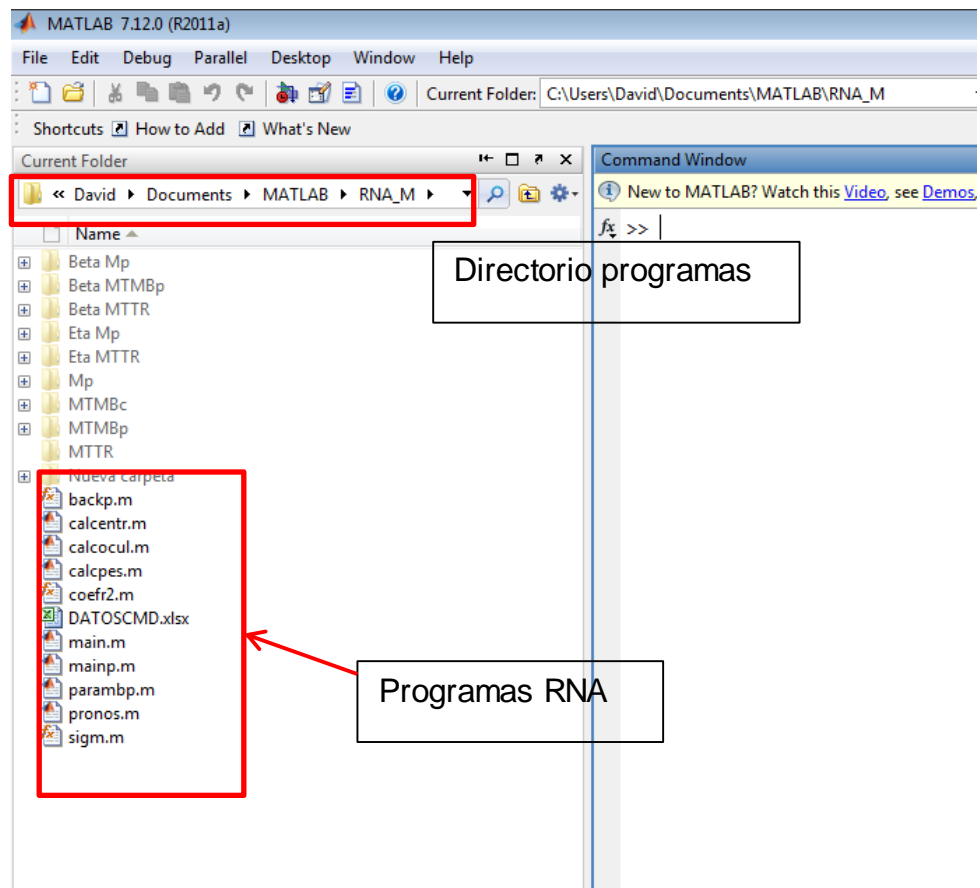 MATLAB 7.12.0 (R2011a)
File Edit Debug Parallel Desktop Window Help
Current Folder: C:\Users\David\Documents\MATLAB\RNA_M
Shortcuts How to Add What's New
Current Folder
« David Documents MATLAB RNA_M
Name
Beta Mp
Beta MTMBp
Beta MTTR
Eta Mp
Eta MTTR
Mp
MTMBc
MTMBp
MTTR
Nueva carpeta
backp.m
calcentr.m
calcocul.m
calcpes.m
coefr2.m
DATOSCMD.xlsx
main.m
mainp.m
parambp.m
pronos.m
sigm.m
Command Window
New to MATLAB? Watch this Video, see Demos,
fx >>
Directorio programas
Programas RNA